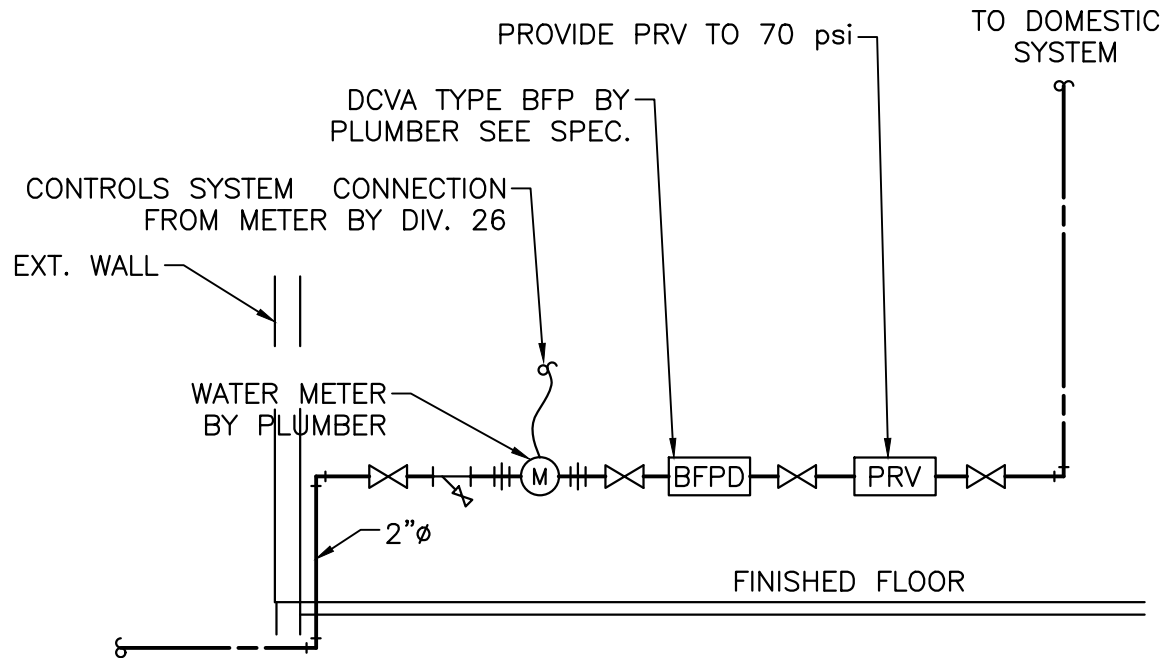 TO DOMESTIC
SYSTEM
PROVIDE PRV TO 70 psi
DCVA TYPE BFP BY
PLUMBER SEE SPEC.
CONTROLS SYSTEM CONNECTION
FROM METER BY DIV. 26
EXT. WALL
WATER METER
BY PLUMBER
M
BFPD
PRV
2"ø
FINISHED FLOOR